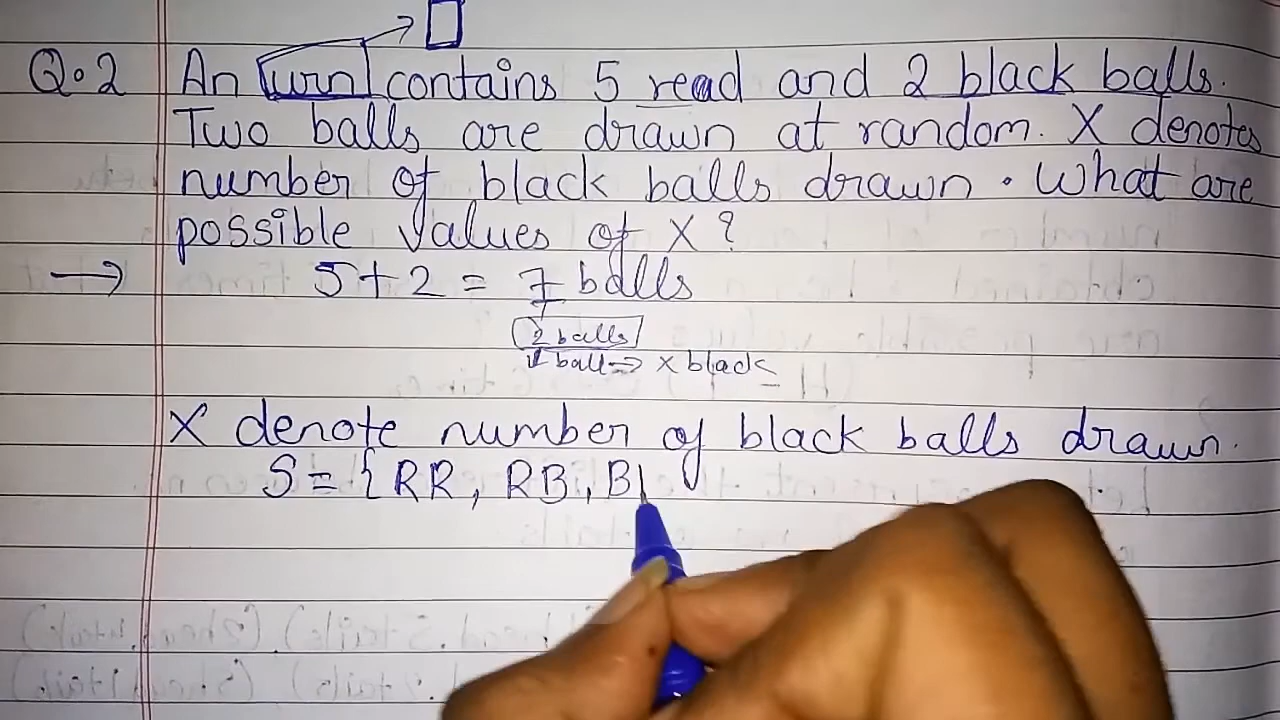 Q.2 An urn contains 5 read and 2 black balls.
Two balls are drawn at random. X denotes
number of black balls drawn. What are
possible values of X?
→ 5+2 = 7 balls
2 balls
1 ball => X black
X denote number of black balls drawn.
S = { RR, RB, B